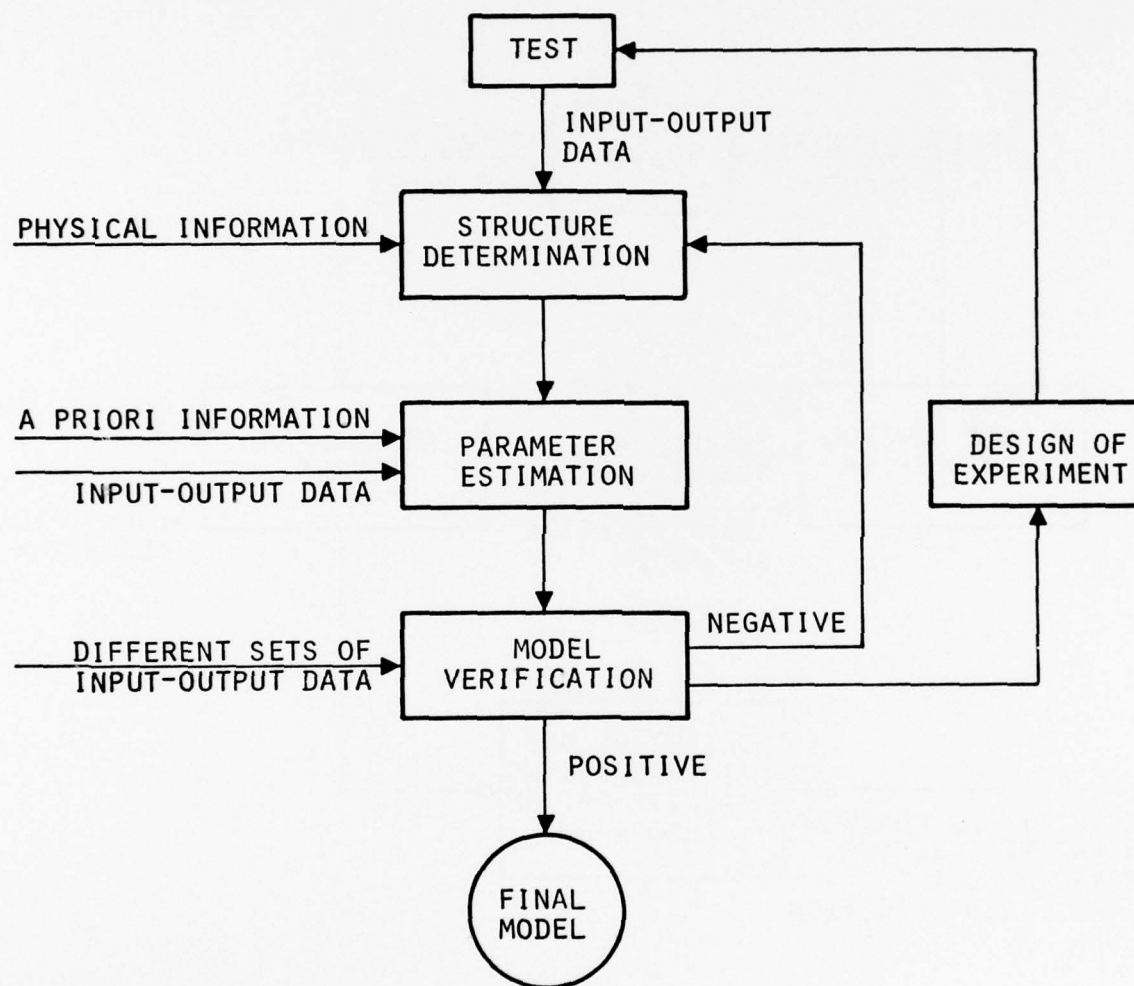 TEST
INPUT-OUTPUT
DATA
PHYSICAL INFORMATION
STRUCTURE
DETERMINATION
A PRIORI INFORMATION
INPUT-OUTPUT DATA
PARAMETER
ESTIMATION
DESIGN OF
EXPERIMENT
DIFFERENT SETS OF
INPUT-OUTPUT DATA
MODEL
VERIFICATION
NEGATIVE
POSITIVE
FINAL
MODEL